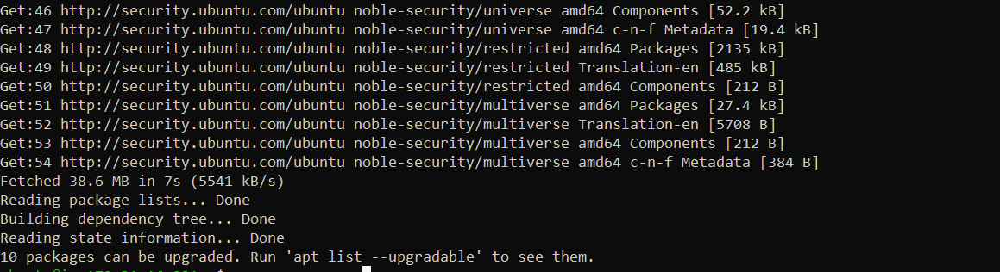 Get:46 http://security.ubuntu.com/ubuntu noble-security/universe amd64 Components [52.2 kB]
Get:47 http://security.ubuntu.com/ubuntu noble-security/universe amd64 c-n-f Metadata [19.4 kB]
Get:48 http://security.ubuntu.com/ubuntu noble-security/restricted amd64 Packages [2135 kB]
Get:49 http://security.ubuntu.com/ubuntu noble-security/restricted Translation-en [485 kB]
Get:50 http://security.ubuntu.com/ubuntu noble-security/restricted amd64 Components [212 B]
Get:51 http://security.ubuntu.com/ubuntu noble-security/multiverse amd64 Packages [27.4 kB]
Get:52 http://security.ubuntu.com/ubuntu noble-security/multiverse Translation-en [5708 B]
Get:53 http://security.ubuntu.com/ubuntu noble-security/multiverse amd64 Components [212 B]
Get:54 http://security.ubuntu.com/ubuntu noble-security/multiverse amd64 c-n-f Metadata [384 B]
Fetched 38.6 MB in 7s (5541 kB/s)
Reading package lists... Done
Building dependency tree... Done
Reading state information... Done
10 packages can be upgraded. Run 'apt list --upgradable' to see them.